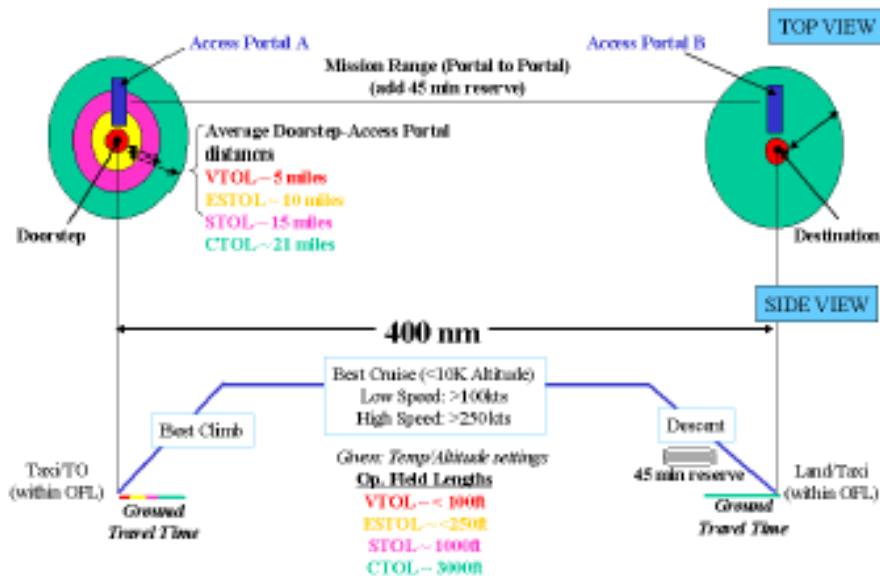 TOP VIEW
Access Portal A
Access Portal B
Mission Range (Portal to Portal)
(add 45 min reserve)
Average Doorstep-Access Portal
distances
VTOL ~ 5 miles
ESTOL ~ 10 miles
STOL ~ 15 miles
CTOL ~ 21 miles
Doorstep
Destination
SIDE VIEW
400 nm
Best Cruise (<10K Altitude)
Low Speed: >100kts
High Speed: >250kts
Best Climb
Descent
Given: Temp/Altitude settings
Op. Field Lengths
VTOL ~ < 100ft
ESTOL ~ <250ft
STOL ~ 1000ft
CTOL ~ 3000ft
45 min reserve
Taxi/TO
(within OFL)
Ground
Travel Time
Land/Taxi
(within OFL)
Ground
Travel Time